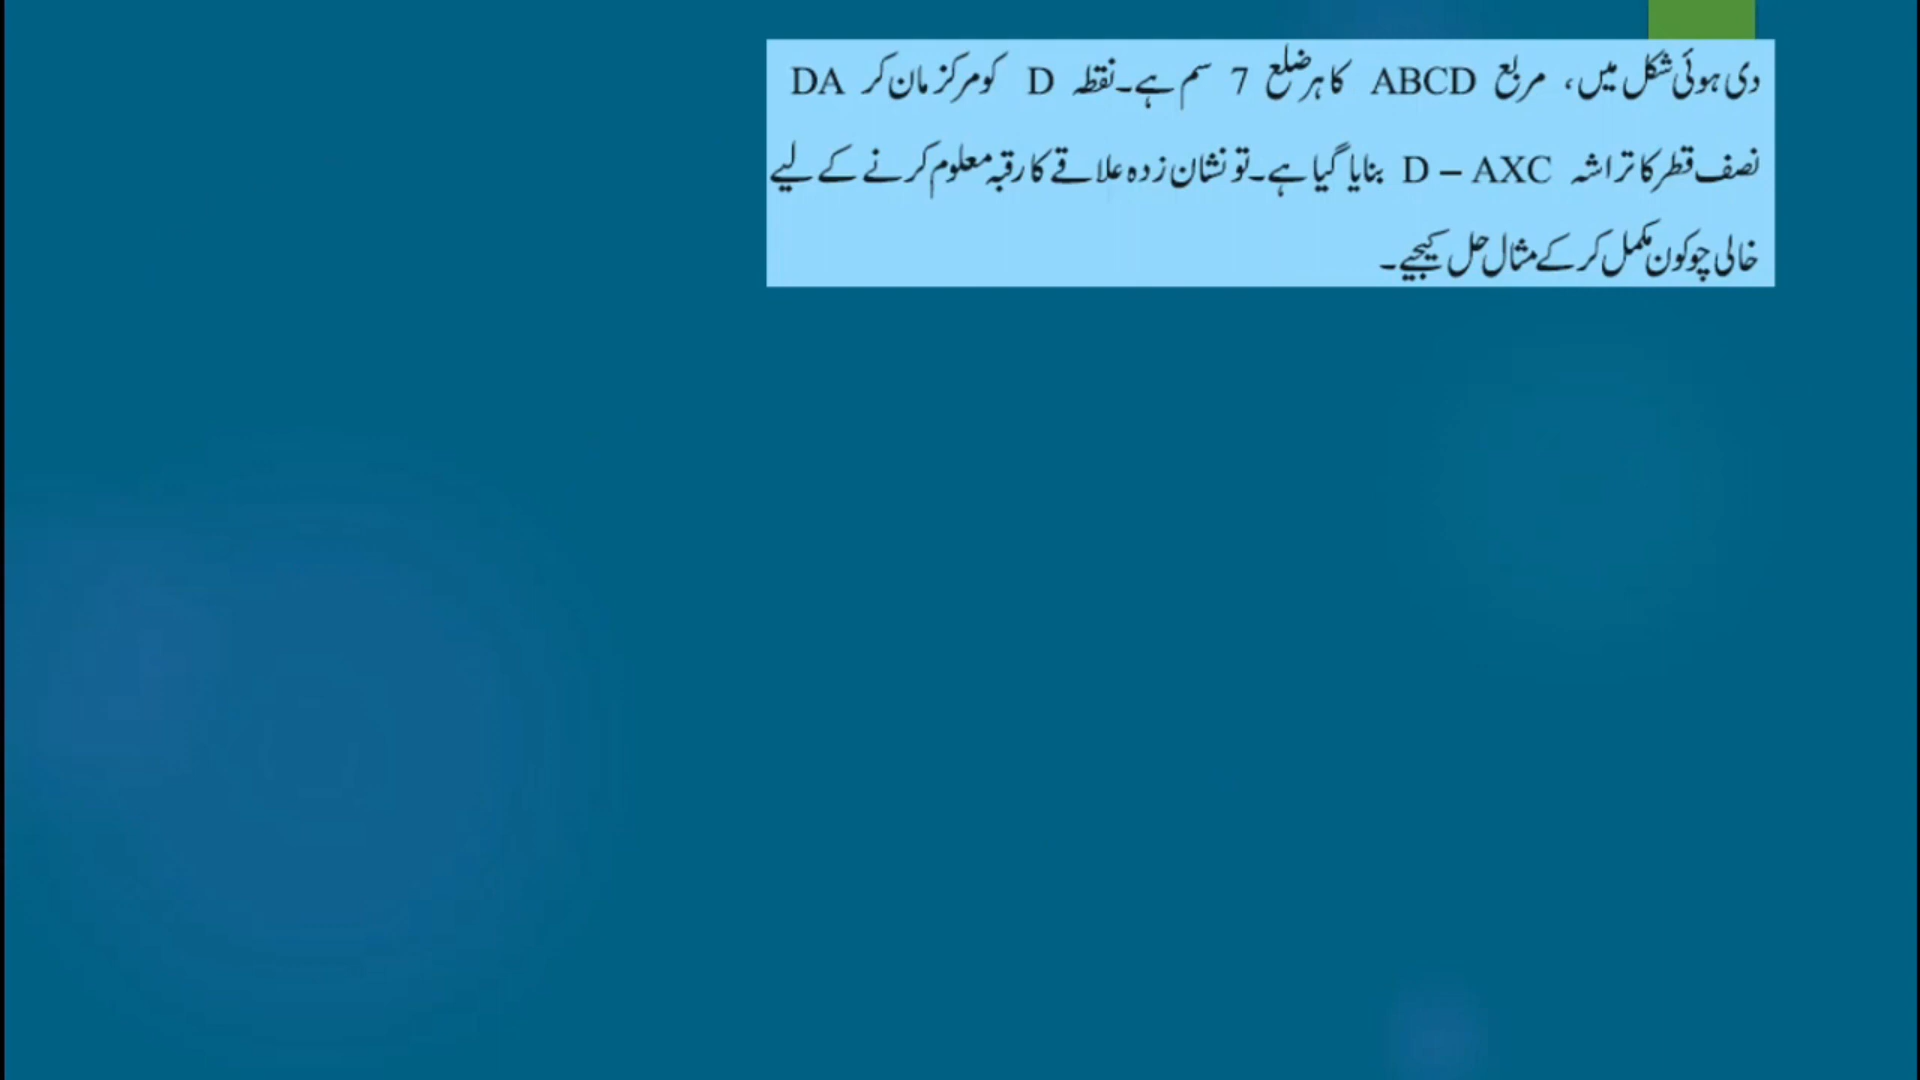 دی ہوئی شکل میں، مربع ABCD کا ہر ضلع 7 سم ہے۔ نقطہ D کو مرکز مان کر DA
نصف قطر کا تراشہ D – AXC بنایا گیا ہے۔ تو نشان زدہ علاقے کا رقبہ معلوم کرنے کے لیے
خالی چوکون مکمل کر کے مثال حل کیجیے۔